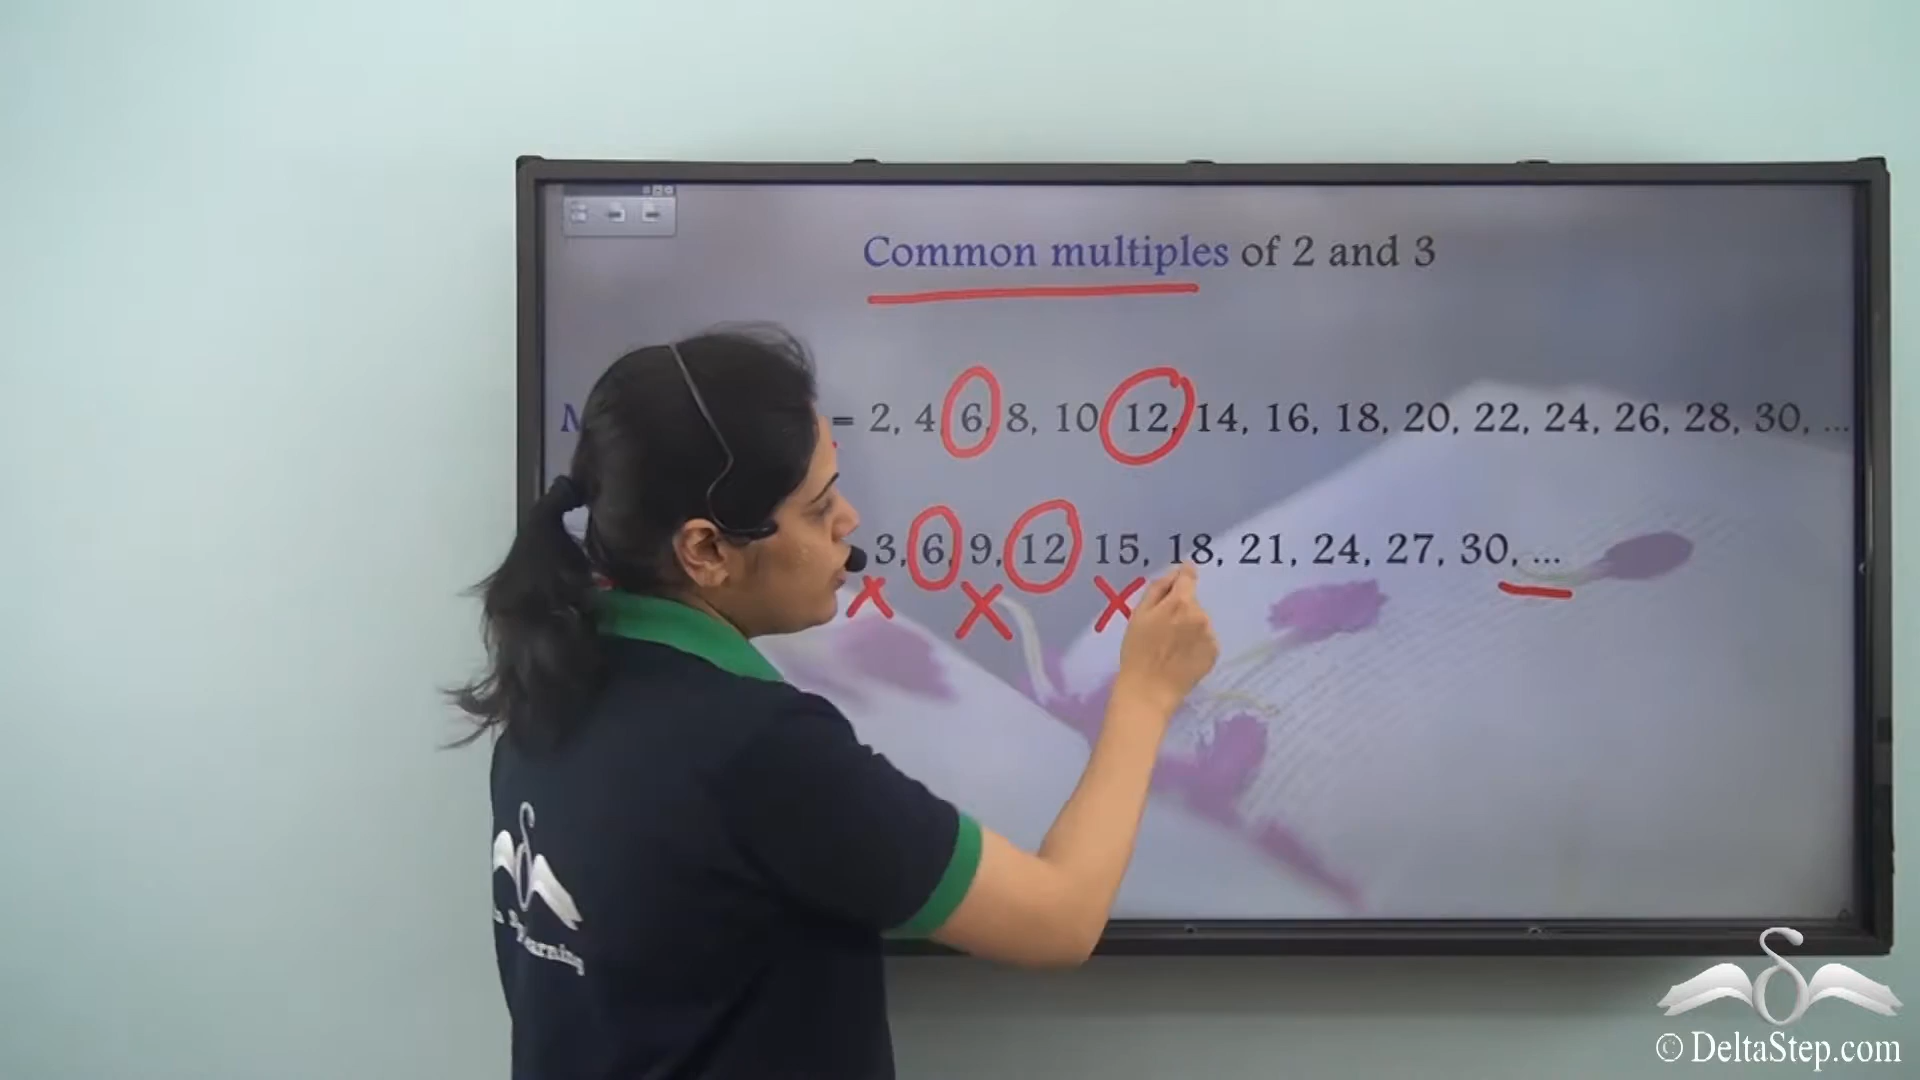 Common multiples of 2 and 3
= 2, 4, 6, 8, 10, 12, 14, 16, 18, 20, 22, 24, 26, 28, 30, ...
3, 6, 9, 12, 15, 18, 21, 24, 27, 30, ...
© DeltaStep.com